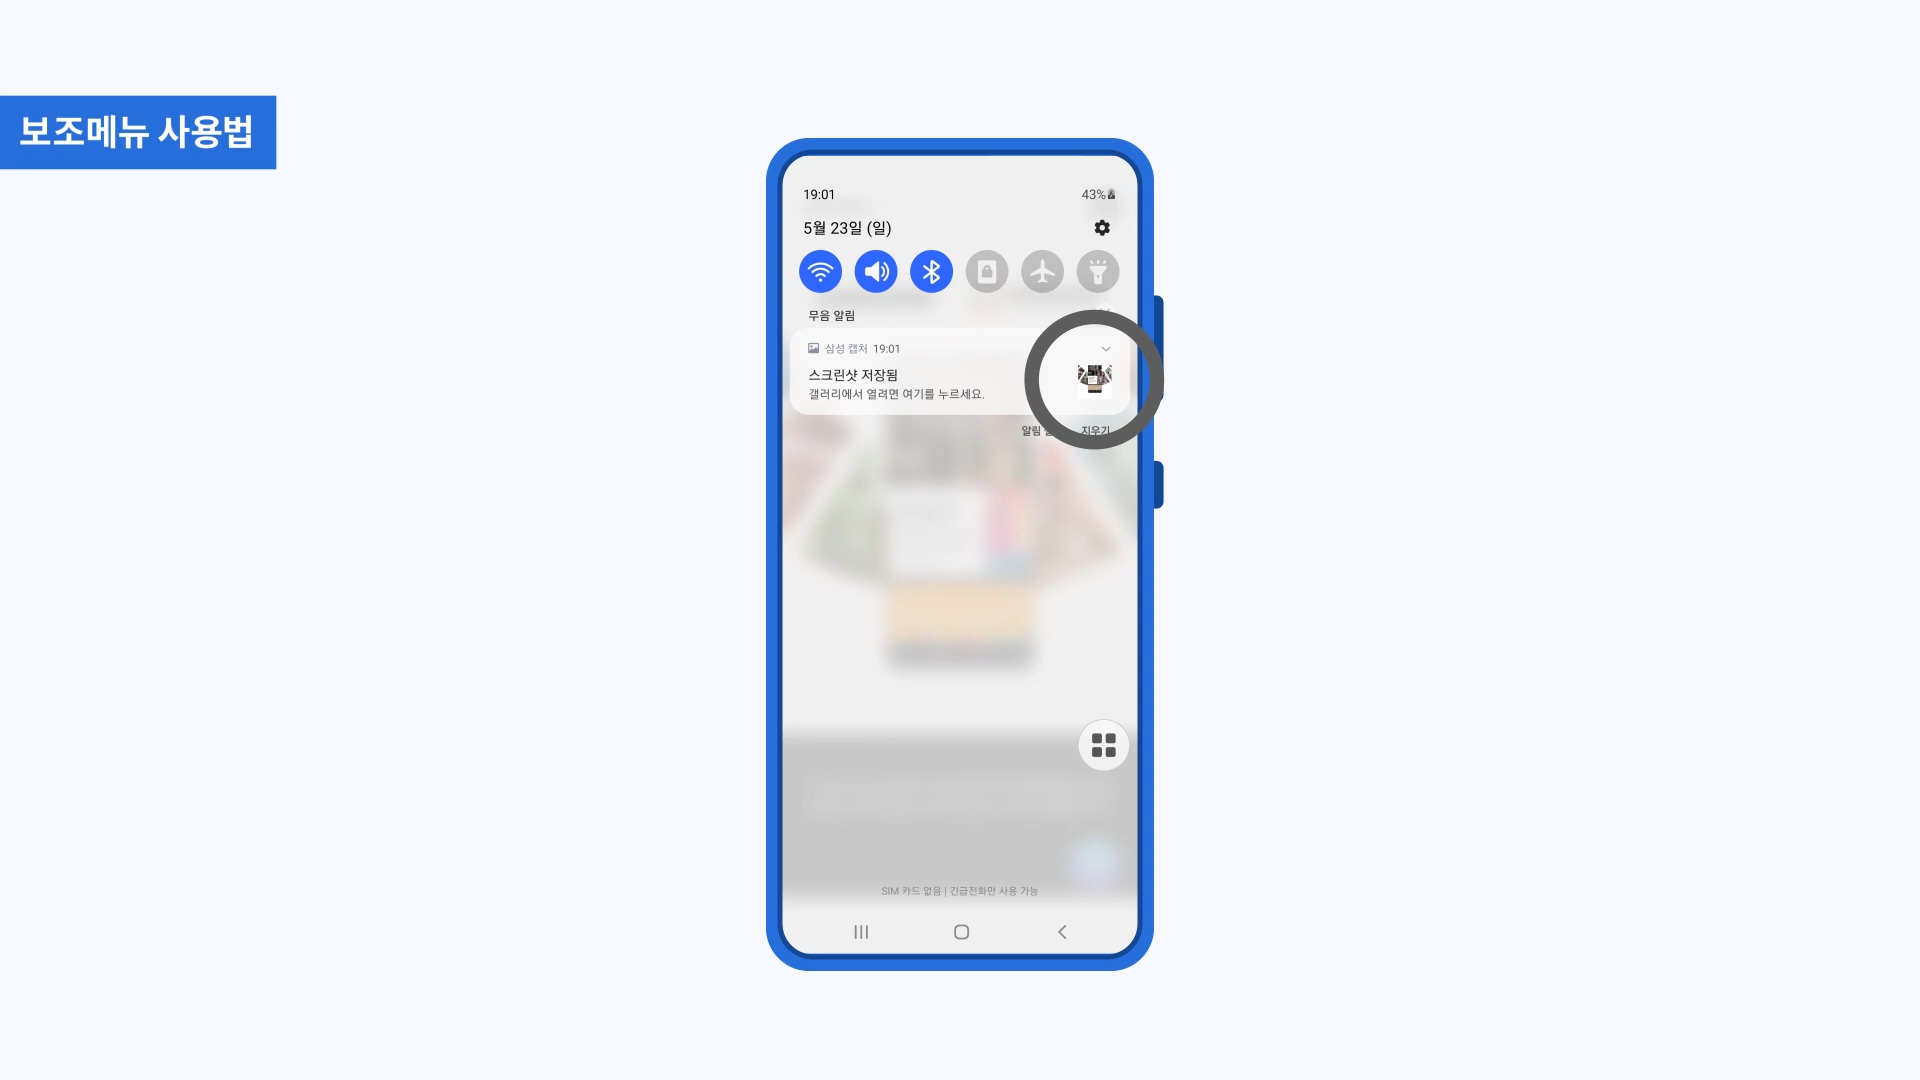 보조메뉴 사용법
19:01
43%
5월 23일 (일)
무음 알림
삼성 캡처 19:01
스크린샷 저장됨
갤러리에서 열려면 여기를 누르세요.
알림 지우기
SIM 카드 없음 | 긴급전화만 사용 가능